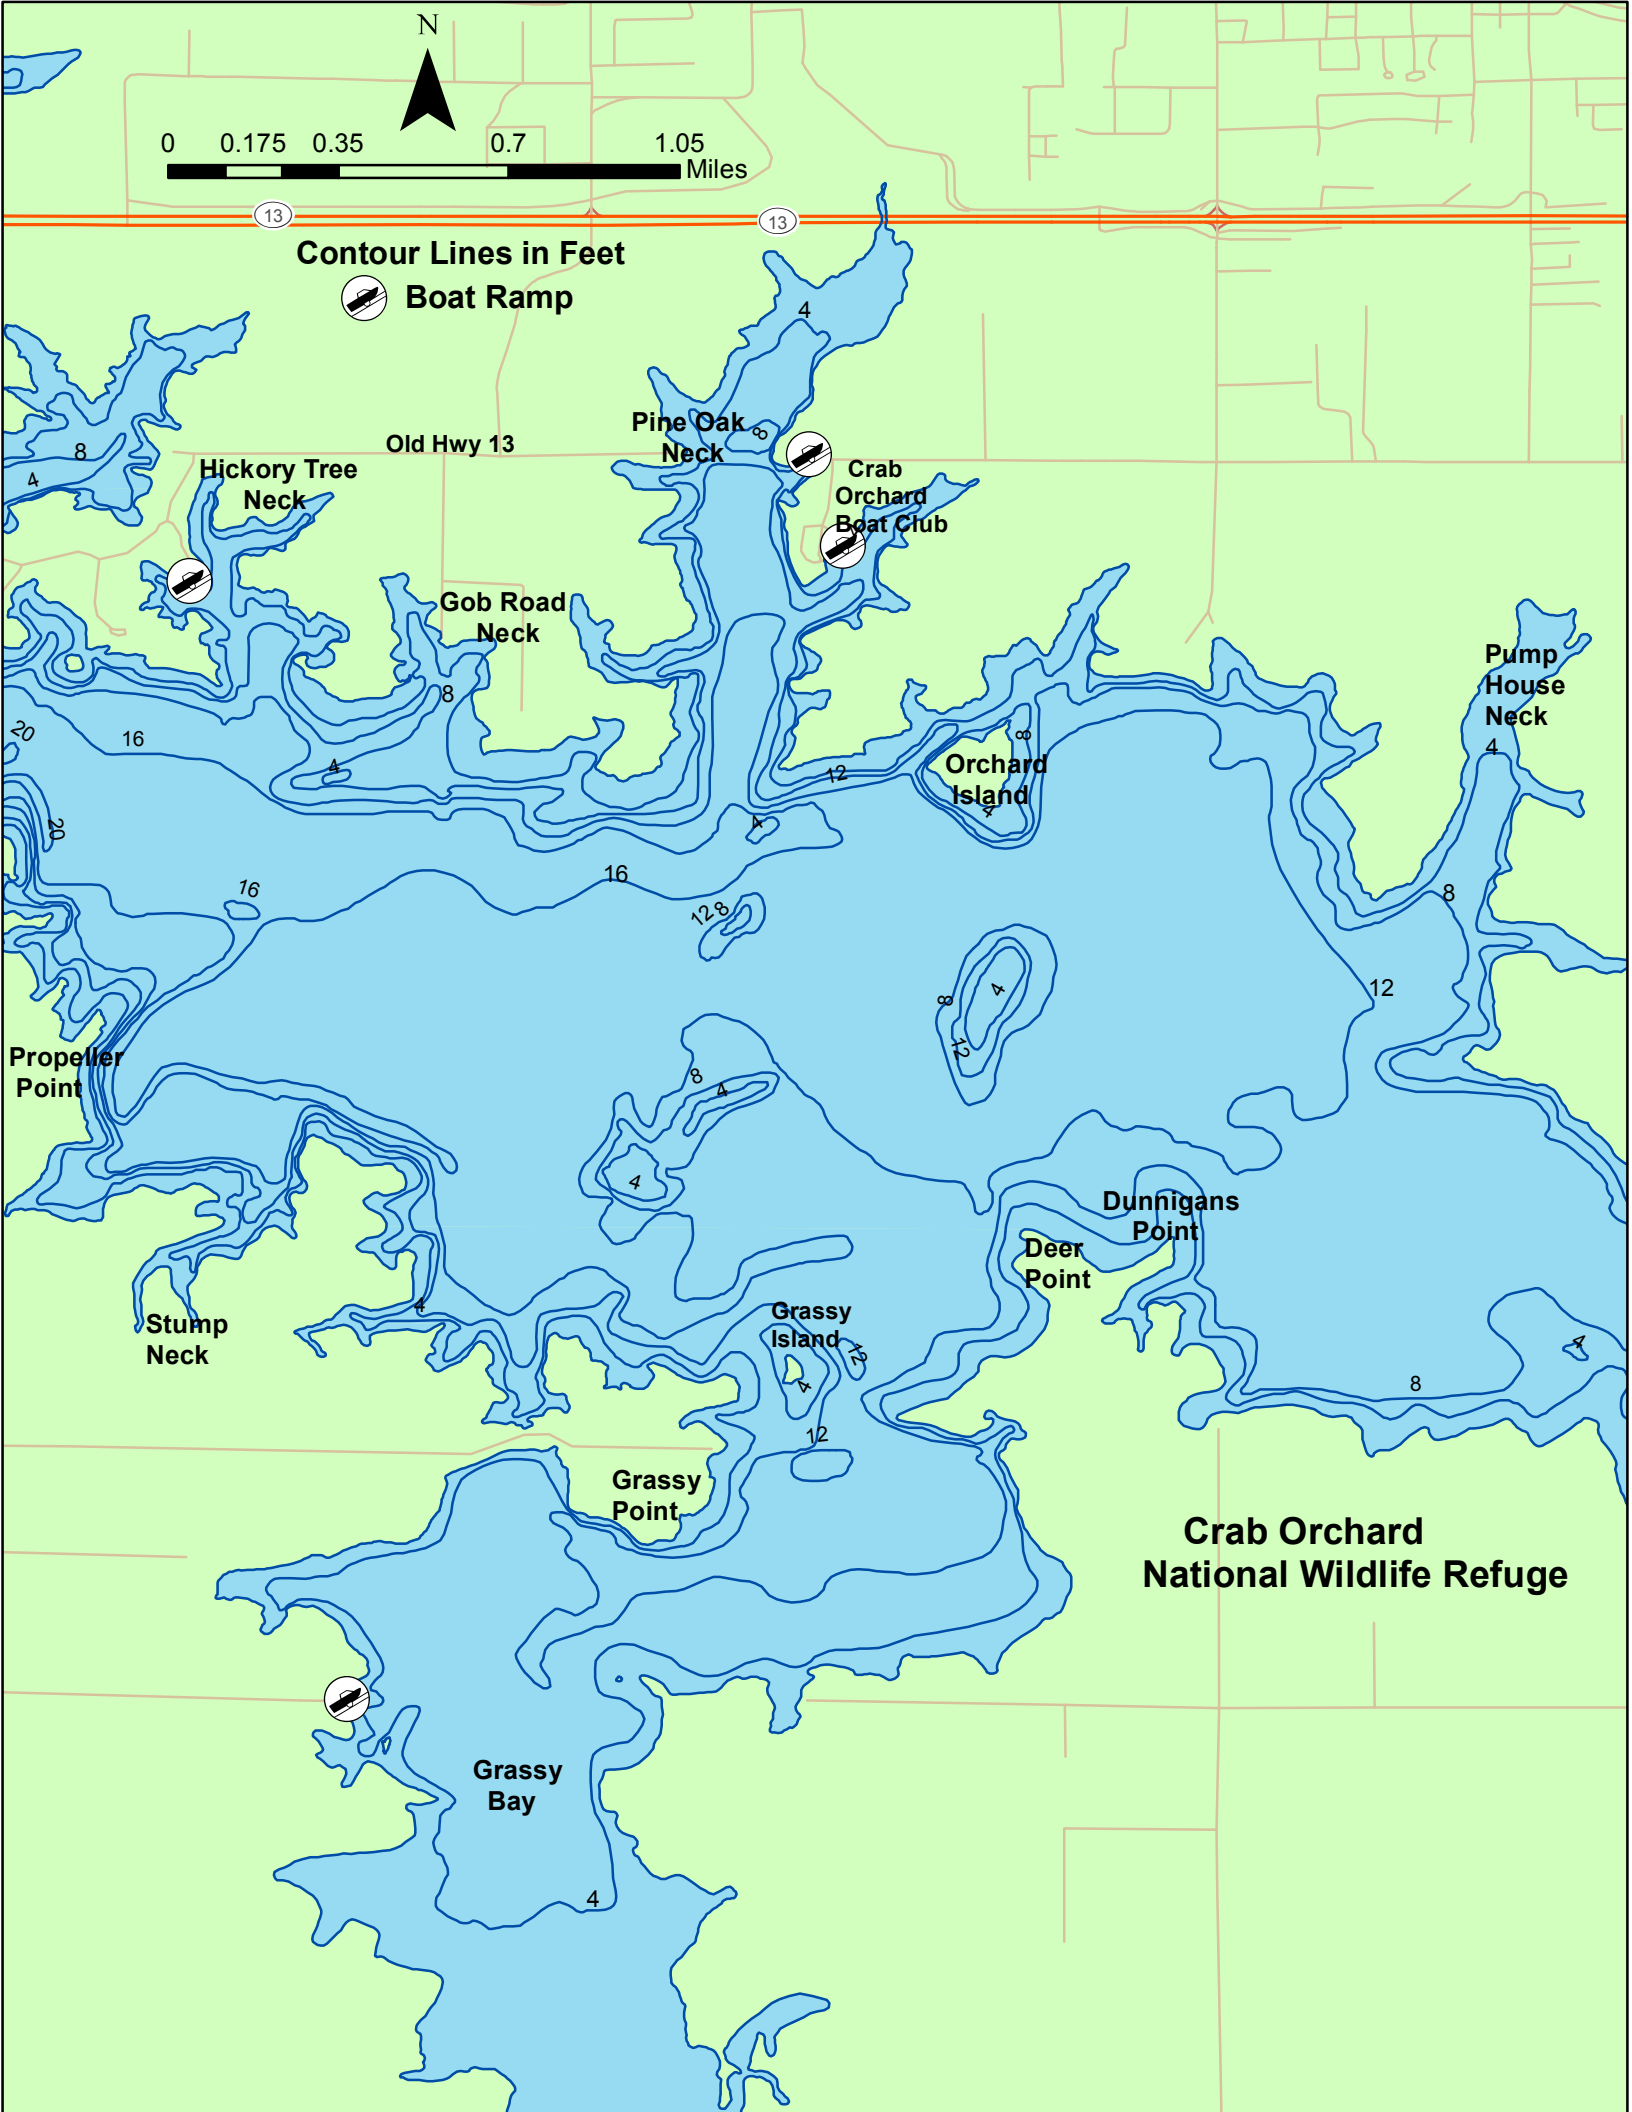 N
0 0.175 0.35 0.7 1.05
Miles
13
13
Contour Lines in Feet
Boat Ramp
4
Pine Oak
Neck
8
Old Hwy 13
8
4
Hickory Tree
Neck
Crab
Orchard
Boat Club
Gob Road
Neck
Pump
House
Neck
8
20
16
4
8
4
12
Orchard
Island
4
20
4
16
16
12
8
8
4
8
12
12
Propeller
Point
8
4
4
Dunnigans
Point
Deer
Point
4
Stump
Neck
Grassy
Island
12
4
4
8
12
Grassy
Point
Crab Orchard
National Wildlife Refuge
Grassy
Bay
4